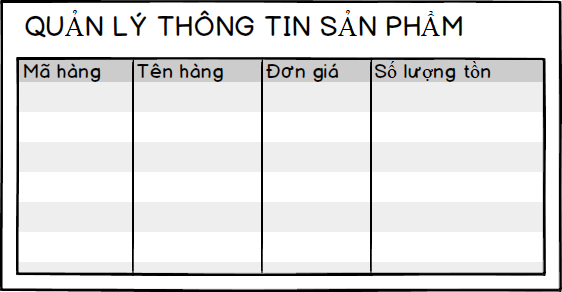 QUẢN LÝ THÔNG TIN SẢN PHẨM
Mã hàng Tên hàng Đơn giá Số lượng tồn